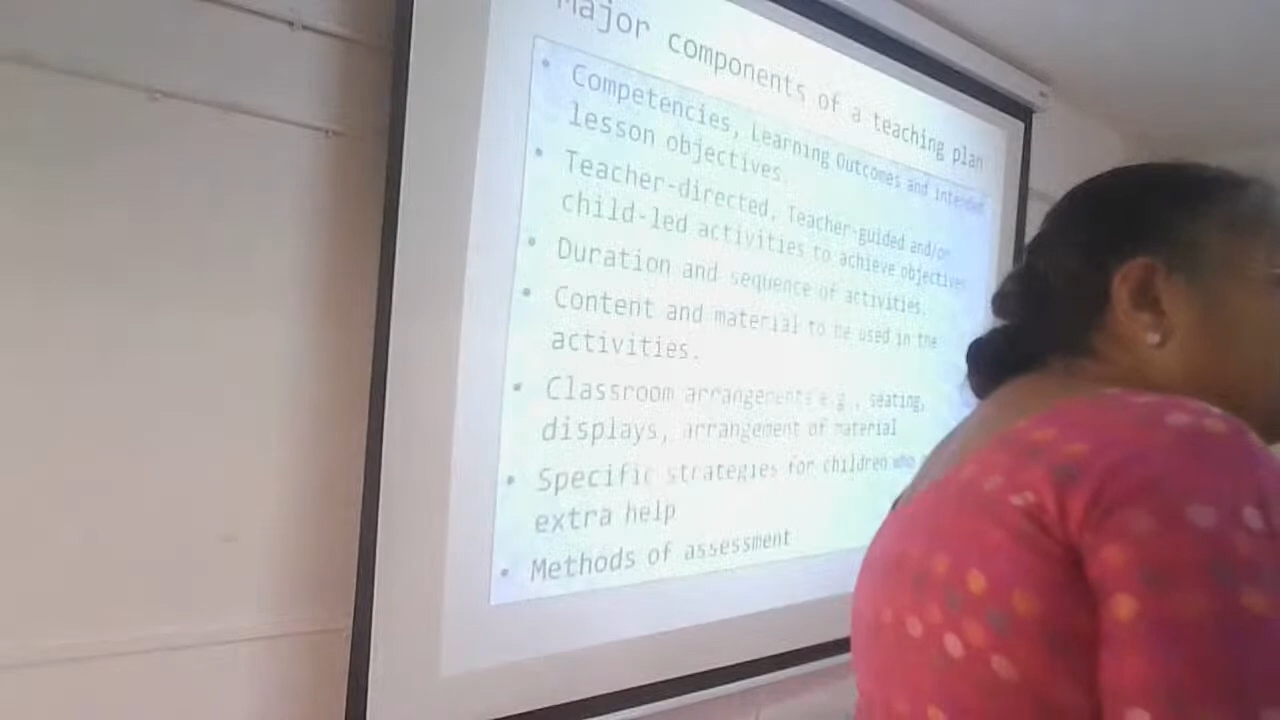 Major components of a teaching plan
• Competencies, Learning Outcomes and intended
lesson objectives.
• Teacher-directed, Teacher-guided and/or
child-led activities to achieve objectives
• Duration and sequence of activities.
• Content and material to be used in the
activities.
• Classroom arrangements e.g., seating,
displays, arrangement of material
• Specific strategies for children who
extra help
• Methods of assessment